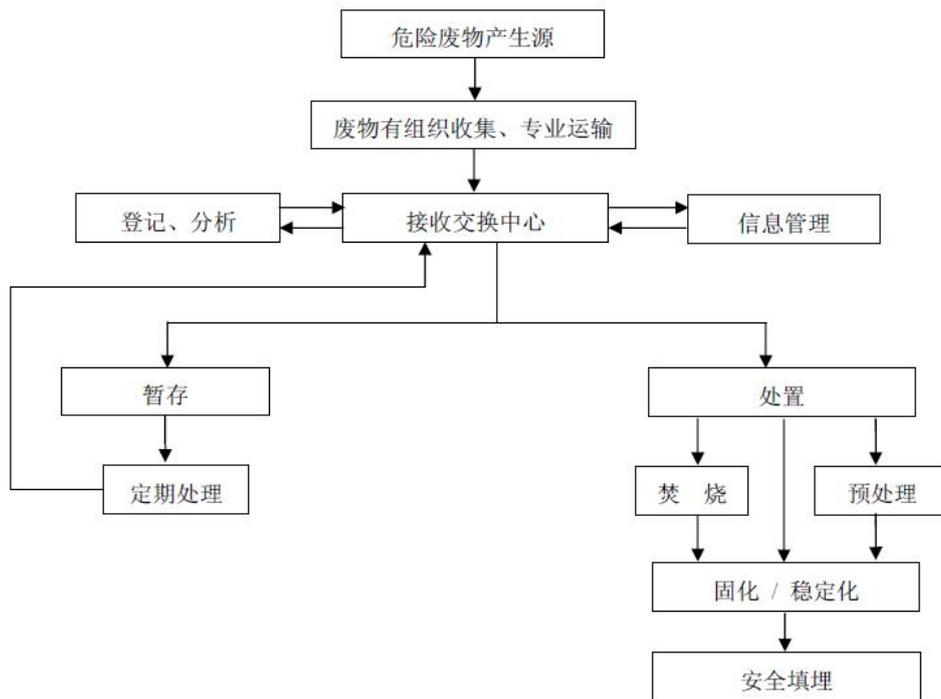 危险废物产生源
废物有组织收集、专业运输
登记、分析
接收交换中心
信息管理
暂存
处置
定期处理
焚 烧
预处理
固化 / 稳定化
安全填埋